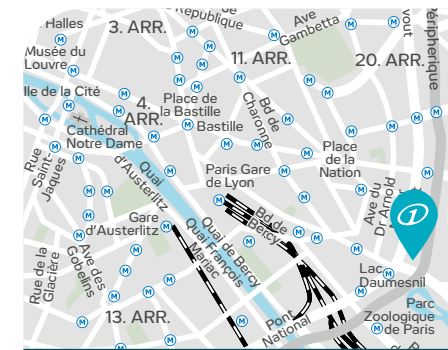 Halles
3. ARR.
République
Ave
Gambetta
Péripherique
Musée du
Louvre
11. ARR.
20. ARR.
Ile de la Cité
4.
ARR.
Place de
la Bastille
Bastille
Bd de
Charonne
Cathédral
Notre Dame
Rue
Saint-
Jaques
Quai
d'Austerlitz
Paris Gare
de Lyon
Place
de la
Nation
Ave du
Dr Arnold
Gare
d'Austerlitz
Bd de
Bercy
Quai de Bercy
Quai François
Mariac
Rue de la
Glacière
Ave des
Gobelins
Lac
Daumesnil
13. ARR.
Pont
National
Parc
Zoologique
de Paris